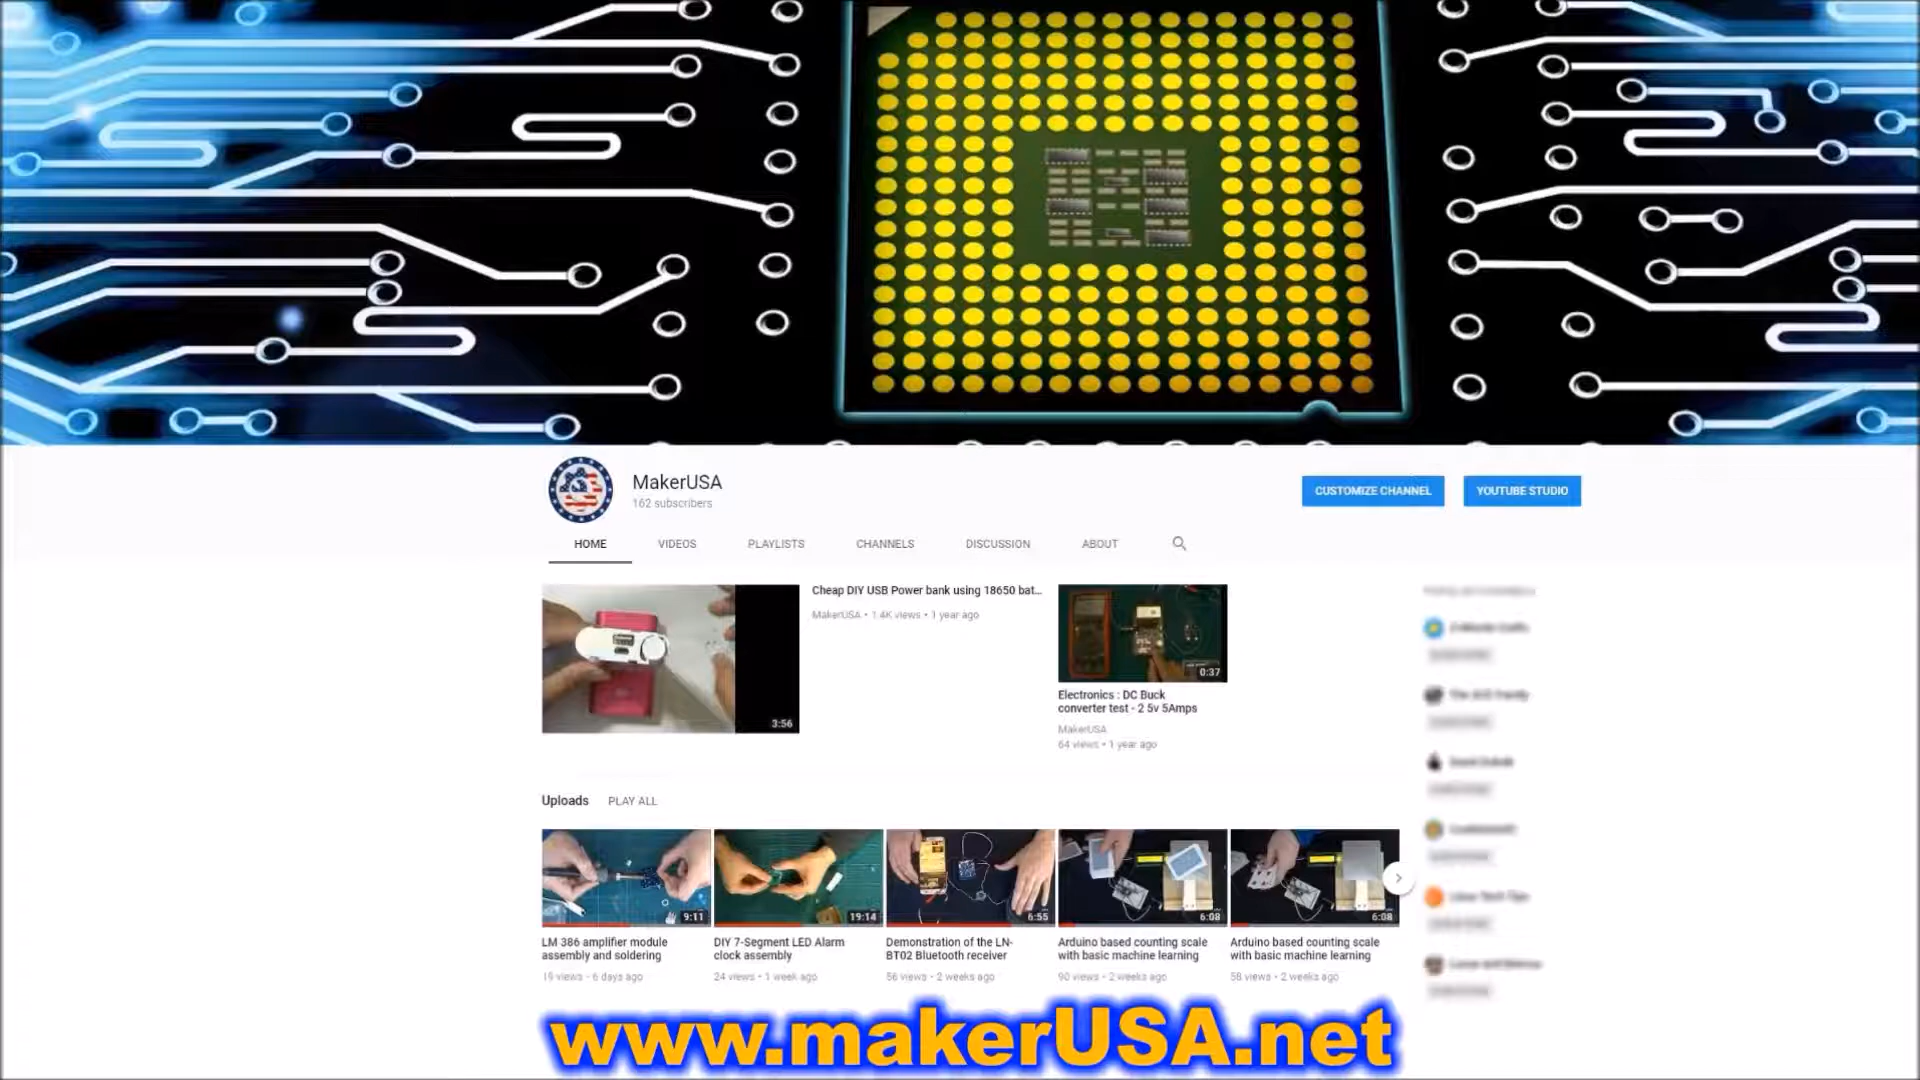 MakerUSA
162 subscribers
CUSTOMIZE CHANNEL
YOUTUBE STUDIO
HOME
VIDEOS
PLAYLISTS
CHANNELS
DISCUSSION
ABOUT
3:56
Cheap DIY USB Power bank using 18650 bat...
MakerUSA • 1.4K views • 1 year ago
0:37
Electronics : DC Buck
converter test - 2 5v 5Amps
MakerUSA
64 views • 1 year ago
Uploads
PLAY ALL
9:11
LM 386 amplifier module
assembly and soldering
19 views • 6 days ago
19:14
DIY 7-Segment LED Alarm
clock assembly
24 views • 1 week ago
6:55
Demonstration of the LN-
BT02 Bluetooth receiver
56 views • 2 weeks ago
6:08
Arduino based counting scale
with basic machine learning
90 views • 2 weeks ago
6:08
Arduino based counting scale
with basic machine learning
58 views • 2 weeks ago
www.makerUSA.net